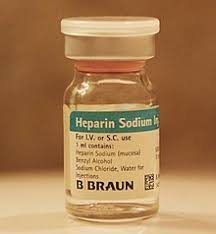 Heparin Sodium
For I.V. or S.C. use
1 ml contains:
Heparin Sodium (mucosa)
Benzyl Alcohol
Sodium Chloride, Water for
Injections
B BRAUN